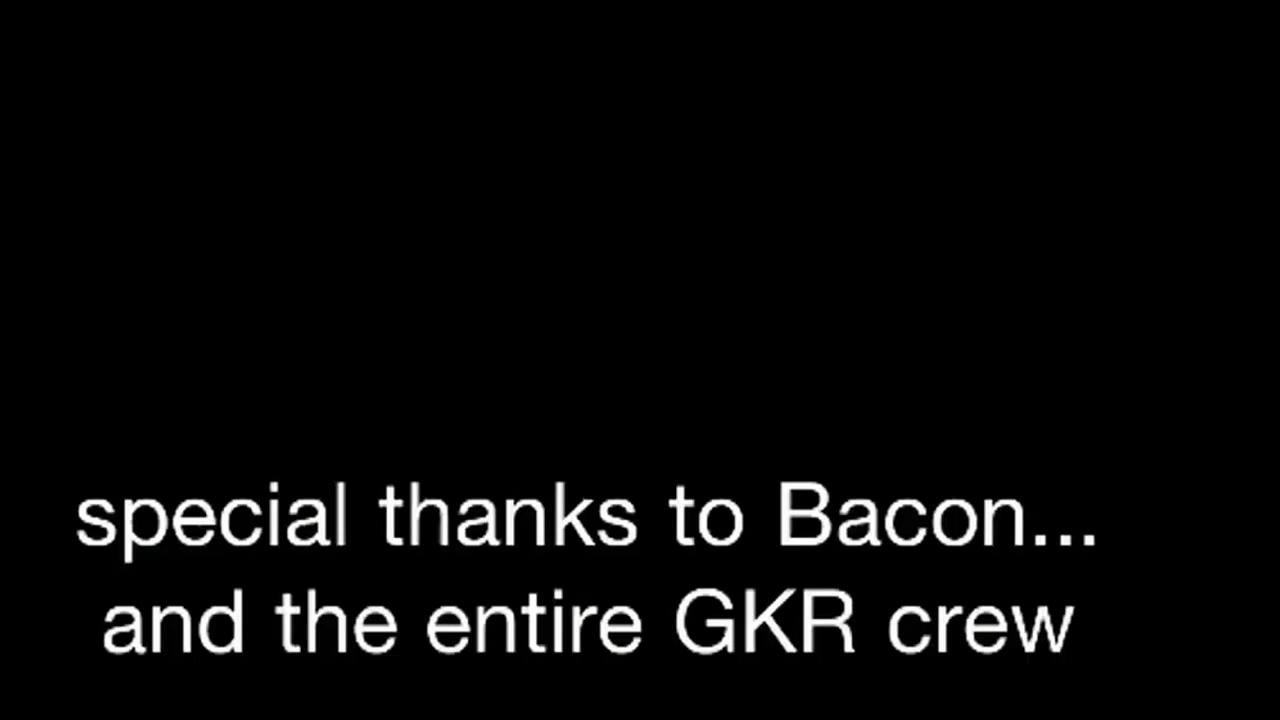 special thanks to Bacon...
and the entire GKR crew